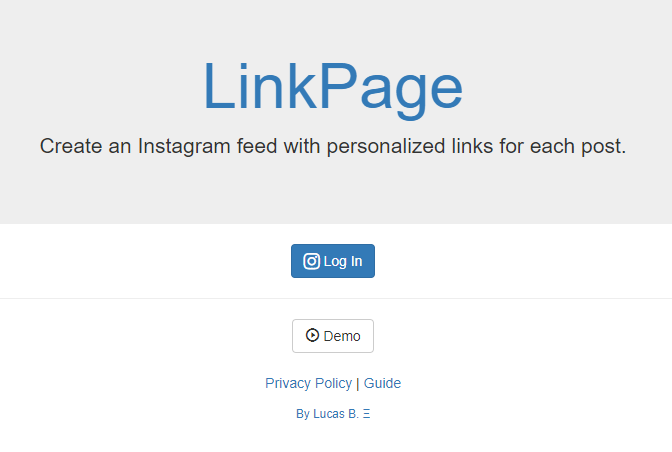 LinkPage
Create an Instagram feed with personalized links for each post.
Log In
Demo
Privacy Policy | Guide
By Lucas B. Ξ